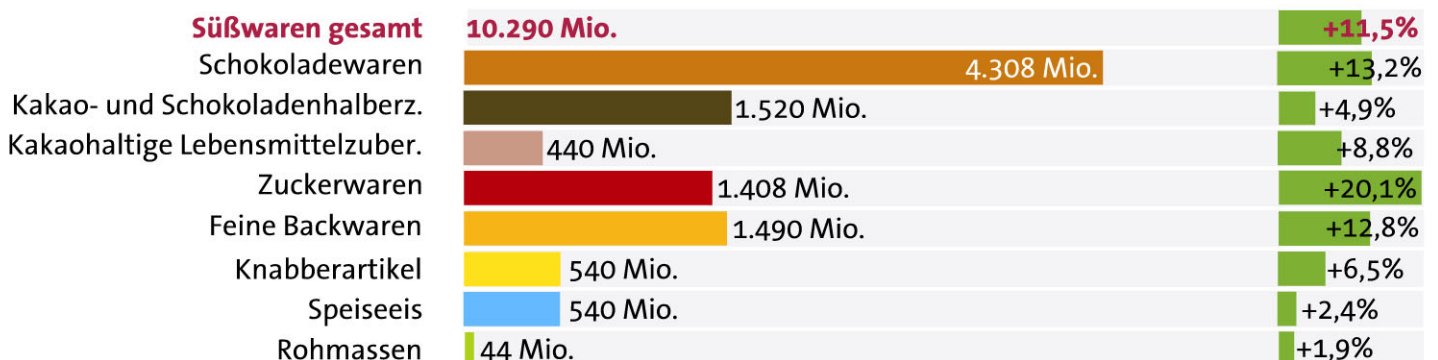 Süßwaren gesamt 10.290 Mio. +11,5%
Schokoladewaren 4.308 Mio. +13,2%
Kakao- und Schokoladenhalberz. 1.520 Mio. +4,9%
Kakaohaltige Lebensmittelzuber. 440 Mio. +8,8%
Zuckerwaren 1.408 Mio. +20,1%
Feine Backwaren 1.490 Mio. +12,8%
Knabberartikel 540 Mio. +6,5%
Speiseeis 540 Mio. +2,4%
Rohmassen 44 Mio. +1,9%